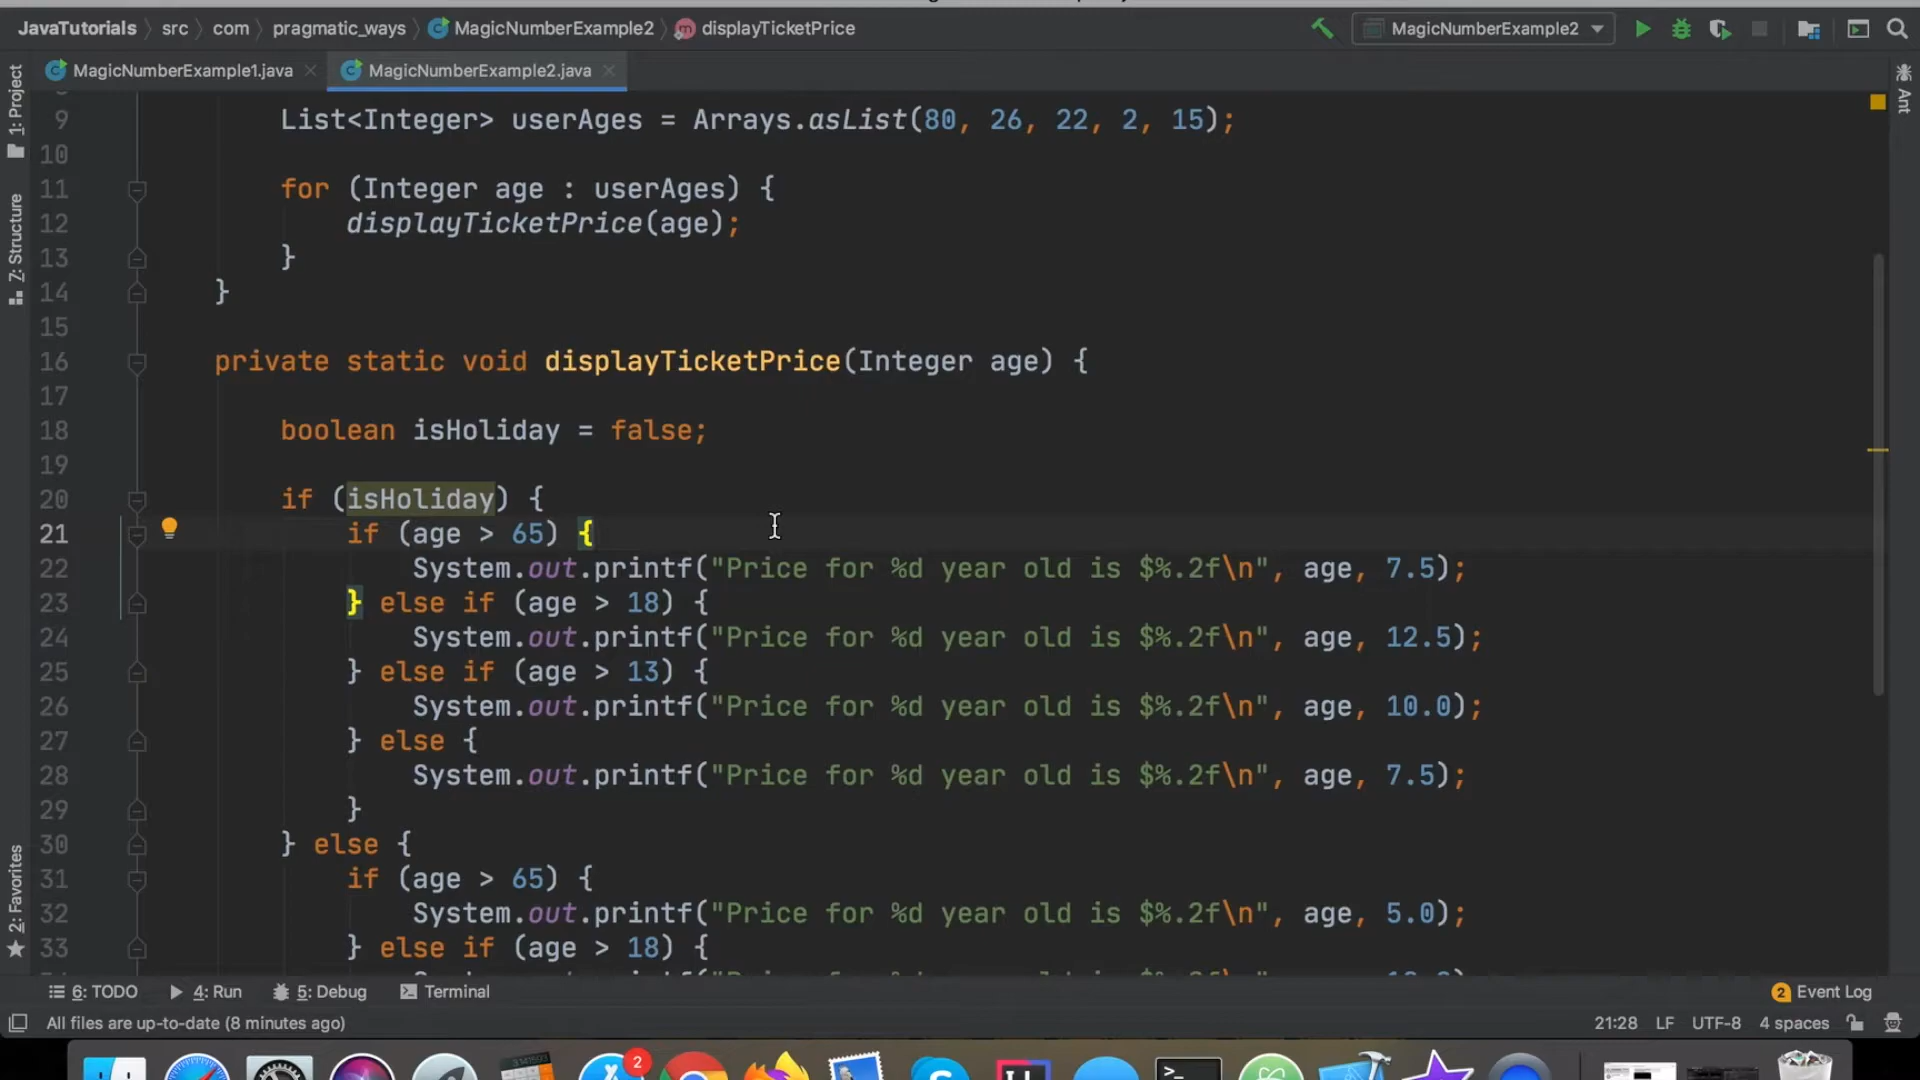 JavaTutorials src com pragmatic_ways MagicNumberExample2 displayTicketPrice MagicNumberExample2
MagicNumberExample1.java MagicNumberExample2.java
1: Project
7: Structure
2: Favorites
Ant
9 List<Integer> userAges = Arrays.asList(80, 26, 22, 2, 15);
10
11 for (Integer age : userAges) {
12 displayTicketPrice(age);
13 }
14 }
15
16 private static void displayTicketPrice(Integer age) {
17
18 boolean isHoliday = false;
19
20 if (isHoliday) {
21 if (age > 65) {
22 System.out.printf("Price for %d year old is $%.2f\n", age, 7.5);
23 } else if (age > 18) {
24 System.out.printf("Price for %d year old is $%.2f\n", age, 12.5);
25 } else if (age > 13) {
26 System.out.printf("Price for %d year old is $%.2f\n", age, 10.0);
27 } else {
28 System.out.printf("Price for %d year old is $%.2f\n", age, 7.5);
29 }
30 } else {
31 if (age > 65) {
32 System.out.printf("Price for %d year old is $%.2f\n", age, 5.0);
33 } else if (age > 18) {
6: TODO 4: Run 5: Debug Terminal 2 Event Log
All files are up-to-date (8 minutes ago) 21:28 LF UTF-8 4 spaces
2